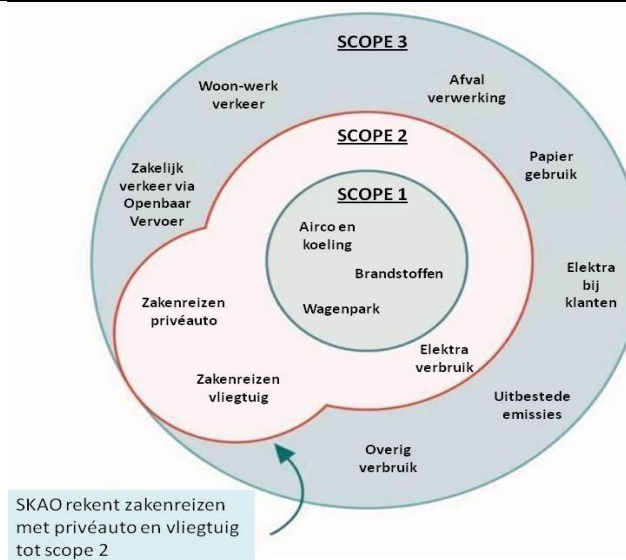 SCOPE 3
Woon-werk
verkeer
Afval
verwerking
SCOPE 2
Papier
gebruik
Zakelijk
verkeer via
Openbaar
Vervoer
SCOPE 1
Airco en
koeling
Brandstoffen
Wagenpark
Elektra
bij
klanten
Zakenreizen
privéauto
Elektra
verbruik
Zakenreizen
vliegtuig
Uitbestede
emissies
Overig
verbruik
SKAO rekent zakenreizen
met privéauto en vliegtuig
tot scope 2